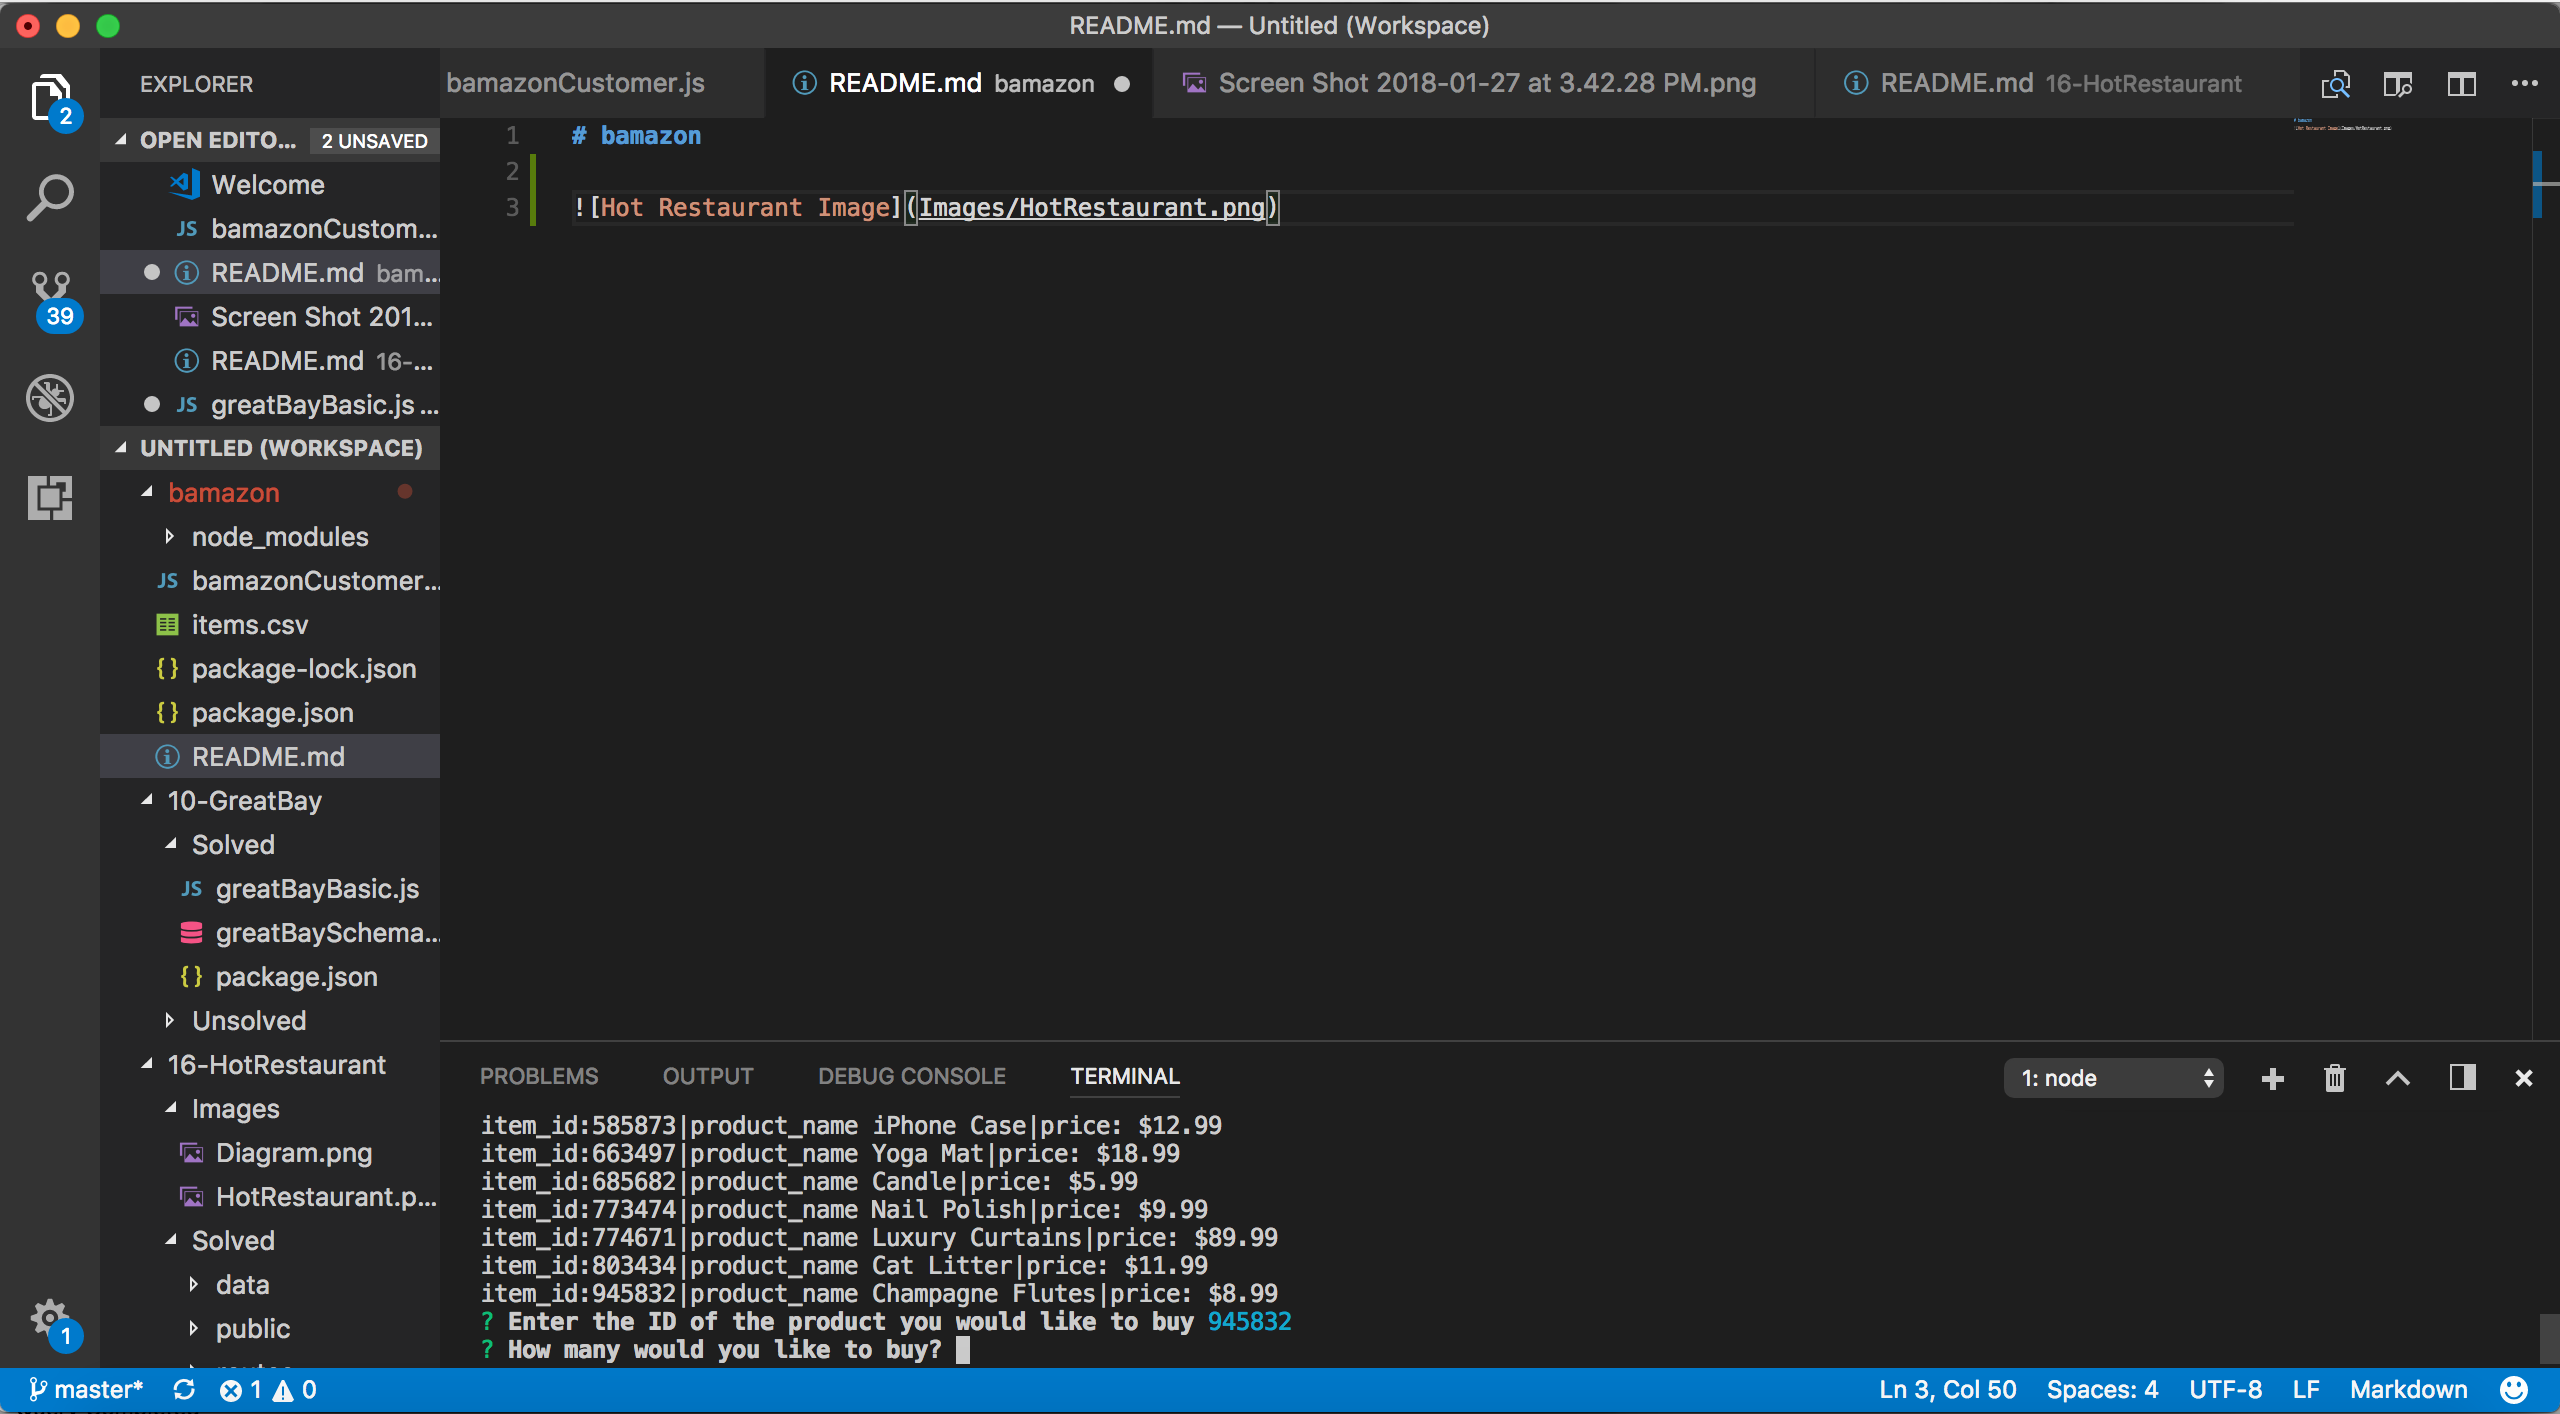 README.md — Untitled (Workspace)
EXPLORER
bamazonCustomer.js
README.md bamazon
Screen Shot 2018-01-27 at 3.42.28 PM.png
README.md 16-HotRestaurant
2
39
1
OPEN EDITO... 2 UNSAVED
Welcome
JS bamazonCustom...
README.md bam...
Screen Shot 201...
README.md 16-...
JS greatBayBasic.js ...
UNTITLED (WORKSPACE)
bamazon
node_modules
JS bamazonCustomer...
items.csv
{} package-lock.json
{} package.json
README.md
10-GreatBay
Solved
JS greatBayBasic.js
greatBaySchema...
{} package.json
Unsolved
16-HotRestaurant
Images
Diagram.png
HotRestaurant.p...
Solved
data
public
1 # bamazon
2
3 ![Hot Restaurant Image](Images/HotRestaurant.png)
PROBLEMS OUTPUT DEBUG CONSOLE TERMINAL
1: node
item_id:585873|product_name iPhone Case|price: $12.99
item_id:663497|product_name Yoga Mat|price: $18.99
item_id:685682|product_name Candle|price: $5.99
item_id:773474|product_name Nail Polish|price: $9.99
item_id:774671|product_name Luxury Curtains|price: $89.99
item_id:803434|product_name Cat Litter|price: $11.99
item_id:945832|product_name Champagne Flutes|price: $8.99
? Enter the ID of the product you would like to buy 945832
? How many would you like to buy?
master* 1 0
Ln 3, Col 50 Spaces: 4 UTF-8 LF Markdown